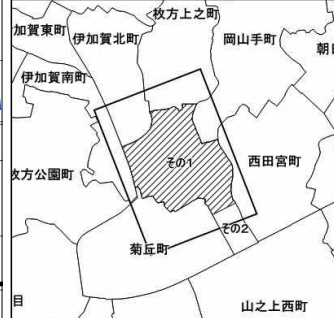 枚方上之町
加賀東町
伊加賀北町
岡山手町
朝
伊加賀南町
その1
西田宮町
枚方公園町
その2
菊丘町
目
山之上西町